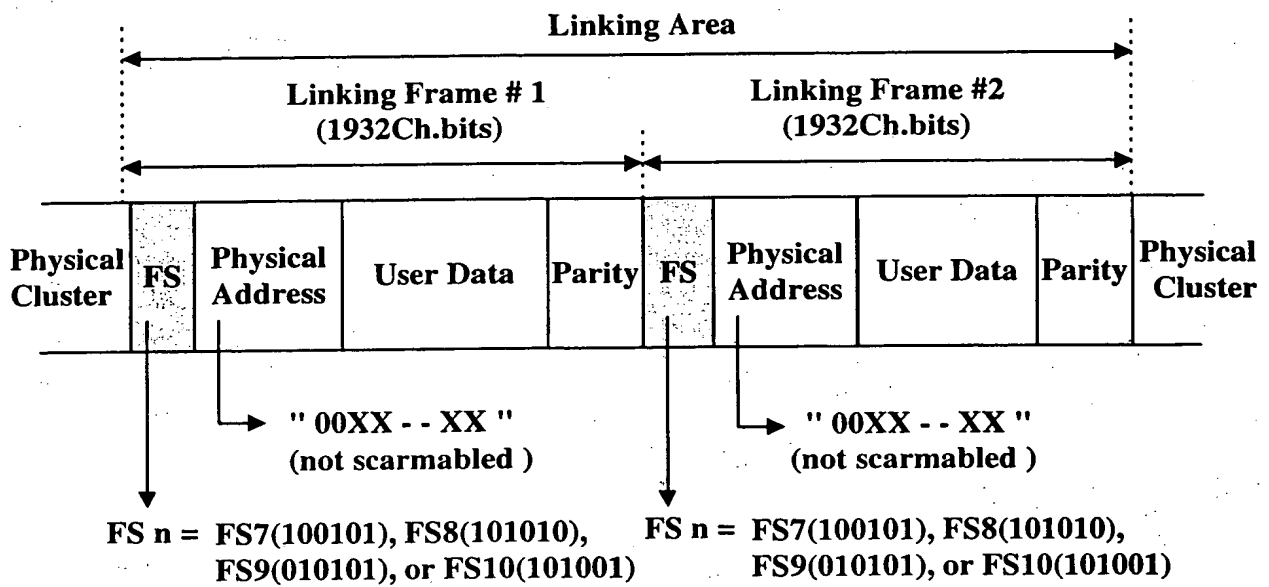 Linking Area
Linking Frame # 1
(1932Ch.bits)
Linking Frame #2
(1932Ch.bits)
Physical
Cluster
FS
Physical
Address
User Data
Parity
FS
Physical
Address
User Data
Parity
Physical
Cluster
" 00XX - - XX "
(not scarmabled )
" 00XX - - XX "
(not scarmabled )
FS n = FS7(100101), FS8(101010),
FS9(010101), or FS10(101001)
FS n = FS7(100101), FS8(101010),
FS9(010101), or FS10(101001)